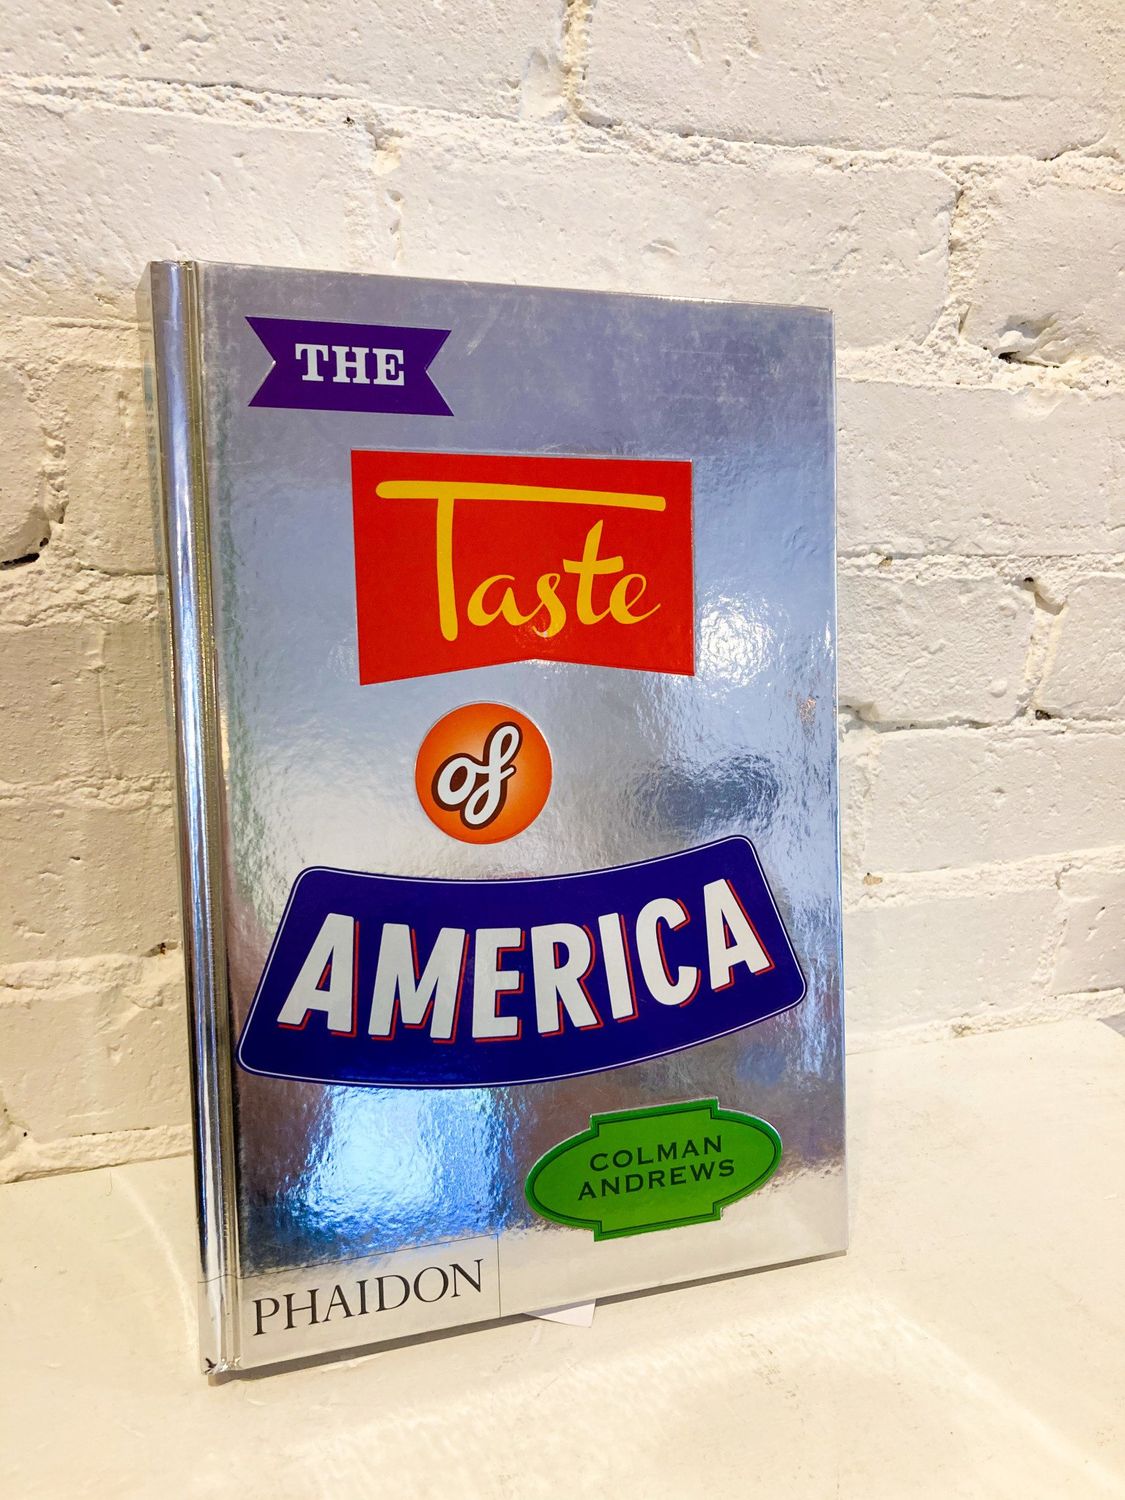 THE
Taste
of
AMERICA
COLMAN
ANDREWS
PHAIDON